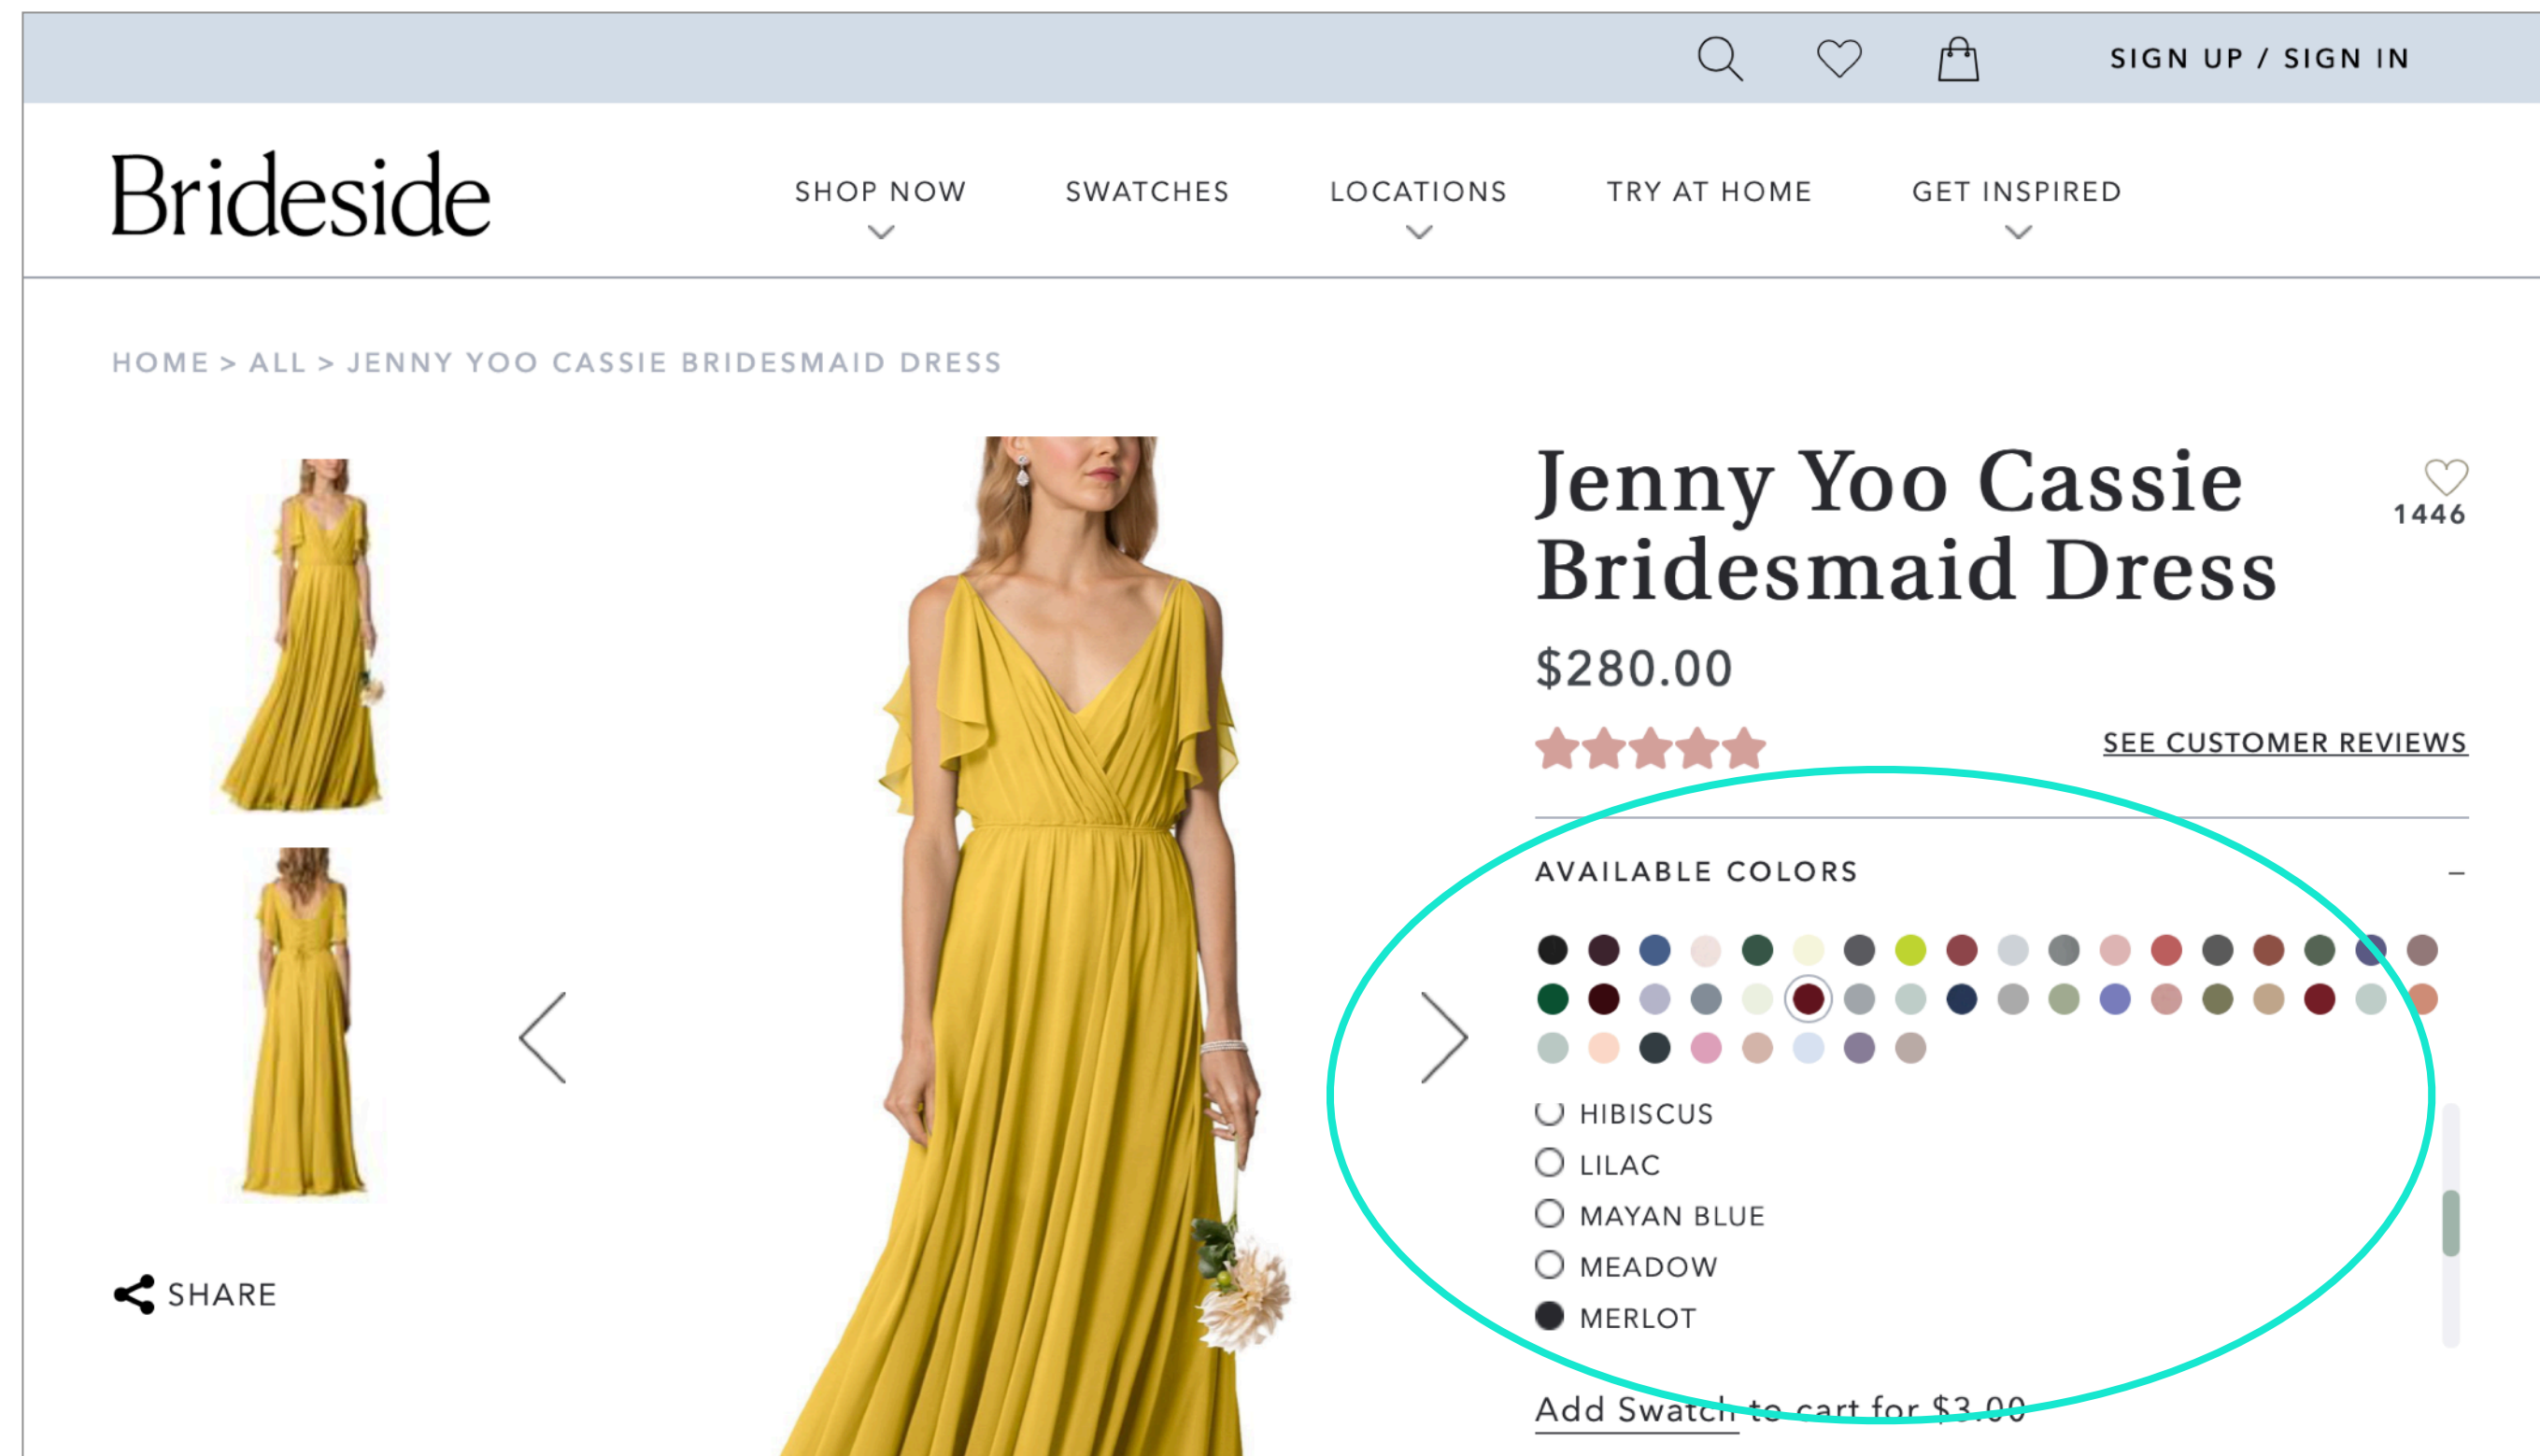 SIGN UP / SIGN IN
Brideside
SHOP NOW
SWATCHES
LOCATIONS
TRY AT HOME
GET INSPIRED
HOME > ALL > JENNY YOO CASSIE BRIDESMAID DRESS
Jenny Yoo Cassie
Bridesmaid Dress
1446
$280.00
SEE CUSTOMER REVIEWS
AVAILABLE COLORS
HIBISCUS
LILAC
MAYAN BLUE
MEADOW
MERLOT
Add Swatch to cart for $3.00
SHARE